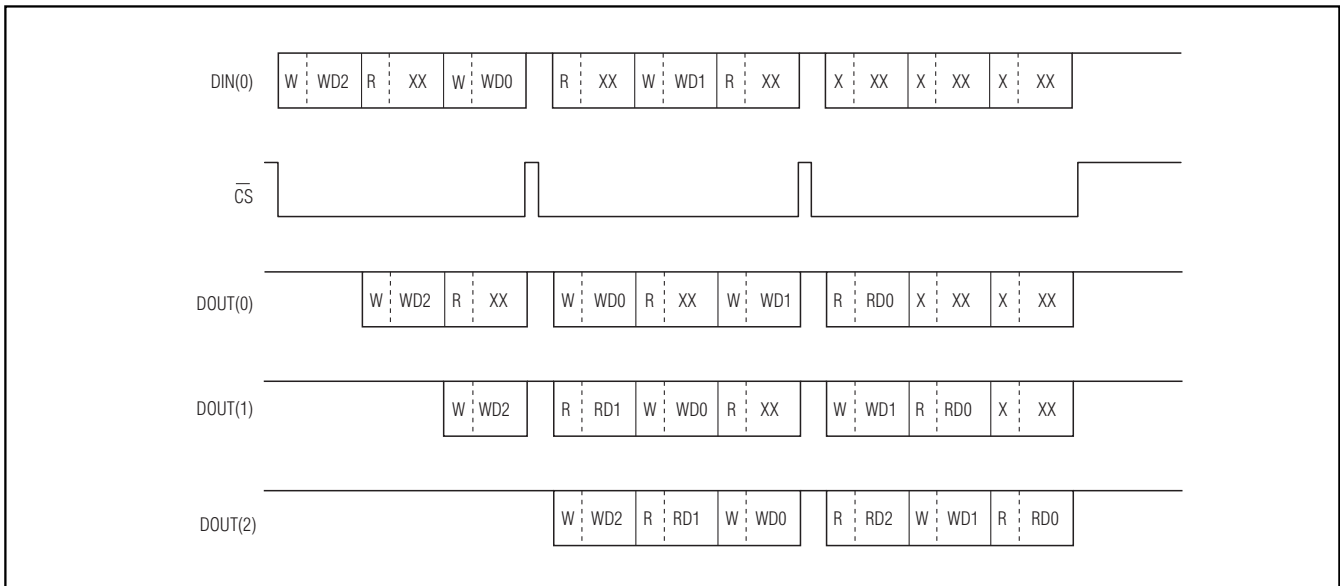 DIN(0) W WD2 R XX W WD0 R XX W WD1 R XX X XX X XX X XX
CS
DOUT(0) W WD2 R XX W WD0 R XX W WD1 R RD0 X XX X XX
DOUT(1) W WD2 R RD1 W WD0 R XX W WD1 R RD0 X XX
DOUT(2) W WD2 R RD1 W WD0 R RD2 W WD1 R RD0